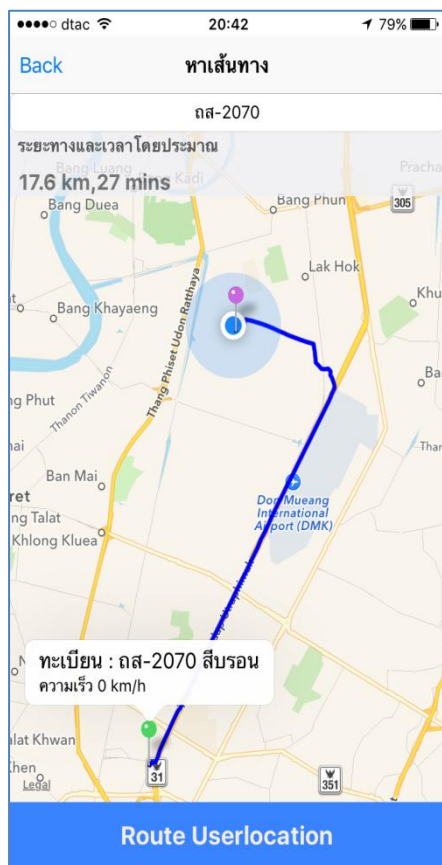 dtac 20:42 79%
Back หาเส้นทาง
ถส-2070
ระยะทางและเวลาโดยประมาณ
Bang Luang Kadi Pracha
17.6 km,27 mins
Bang Duea Bang Phun 305
Lak Hok
Bang Khayaeng Khu
Thang Phiset Udon Ratthaya
Thanon Tiwanon
ng Phut Ba
nai Than
Ban Mai
Don Mueang
International
Airport (DMK)
ret
ng Talat
Khlong Kluea
ทะเบียน : ถส-2070 สีบรอน
ความเร็ว 0 km/h
alat Khwan
Khen
31 351
Legal
Route Userlocation